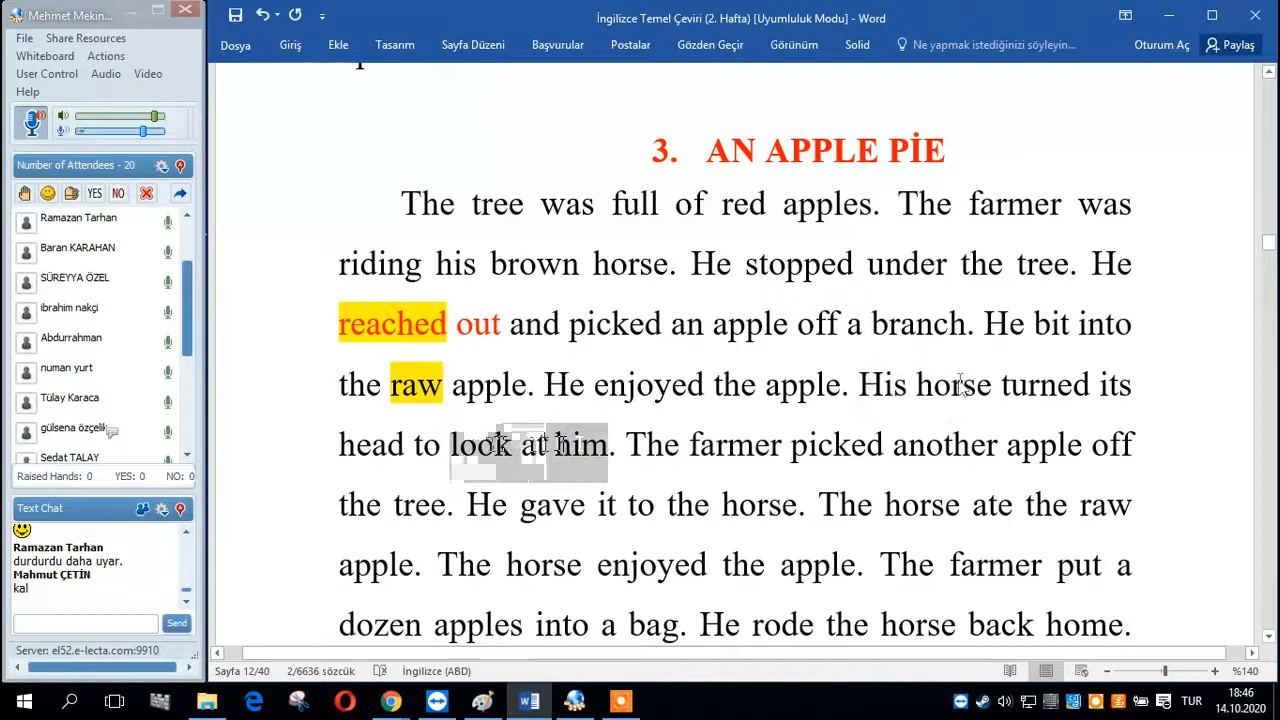 Mehmet Mekin...
File Share Resources
Whiteboard Actions
User Control Audio Video
Help
Number of Attendees - 20
YES NO
Ramazan Tarhan
Baran KARAHAN
SÜREYYA ÖZEL
ibrahim nakçi
Abdurrahman
numan yurt
Tülay Karaca
gülsena özçelik
Sedat TALAY
Raised Hands: 0 YES: 0 NO: 0
Text Chat
Ramazan Tarhan
durdurdu daha uyar.
Mahmut ÇETİN
kal
Send
Server: el52.e-lecta.com:9910
İngilizce Temel Çeviri (2. Hafta) [Uyumluluk Modu] - Word
Dosya Giriş Ekle Tasarım Sayfa Düzeni Başvurular Postalar Gözden Geçir Görünüm Solid Ne yapmak istediğinizi söyleyin... Oturum Aç Paylaş
3. AN APPLE PİE
The tree was full of red apples. The farmer was
riding his brown horse. He stopped under the tree. He
reached out and picked an apple off a branch. He bit into
the raw apple. He enjoyed the apple. His horse turned its
head to look at him. The farmer picked another apple off
the tree. He gave it to the horse. The horse ate the raw
apple. The horse enjoyed the apple. The farmer put a
dozen apples into a bag. He rode the horse back home.
Sayfa 12/40 2/6636 sözcük İngilizce (ABD) %140
TUR
18:46
14.10.2020